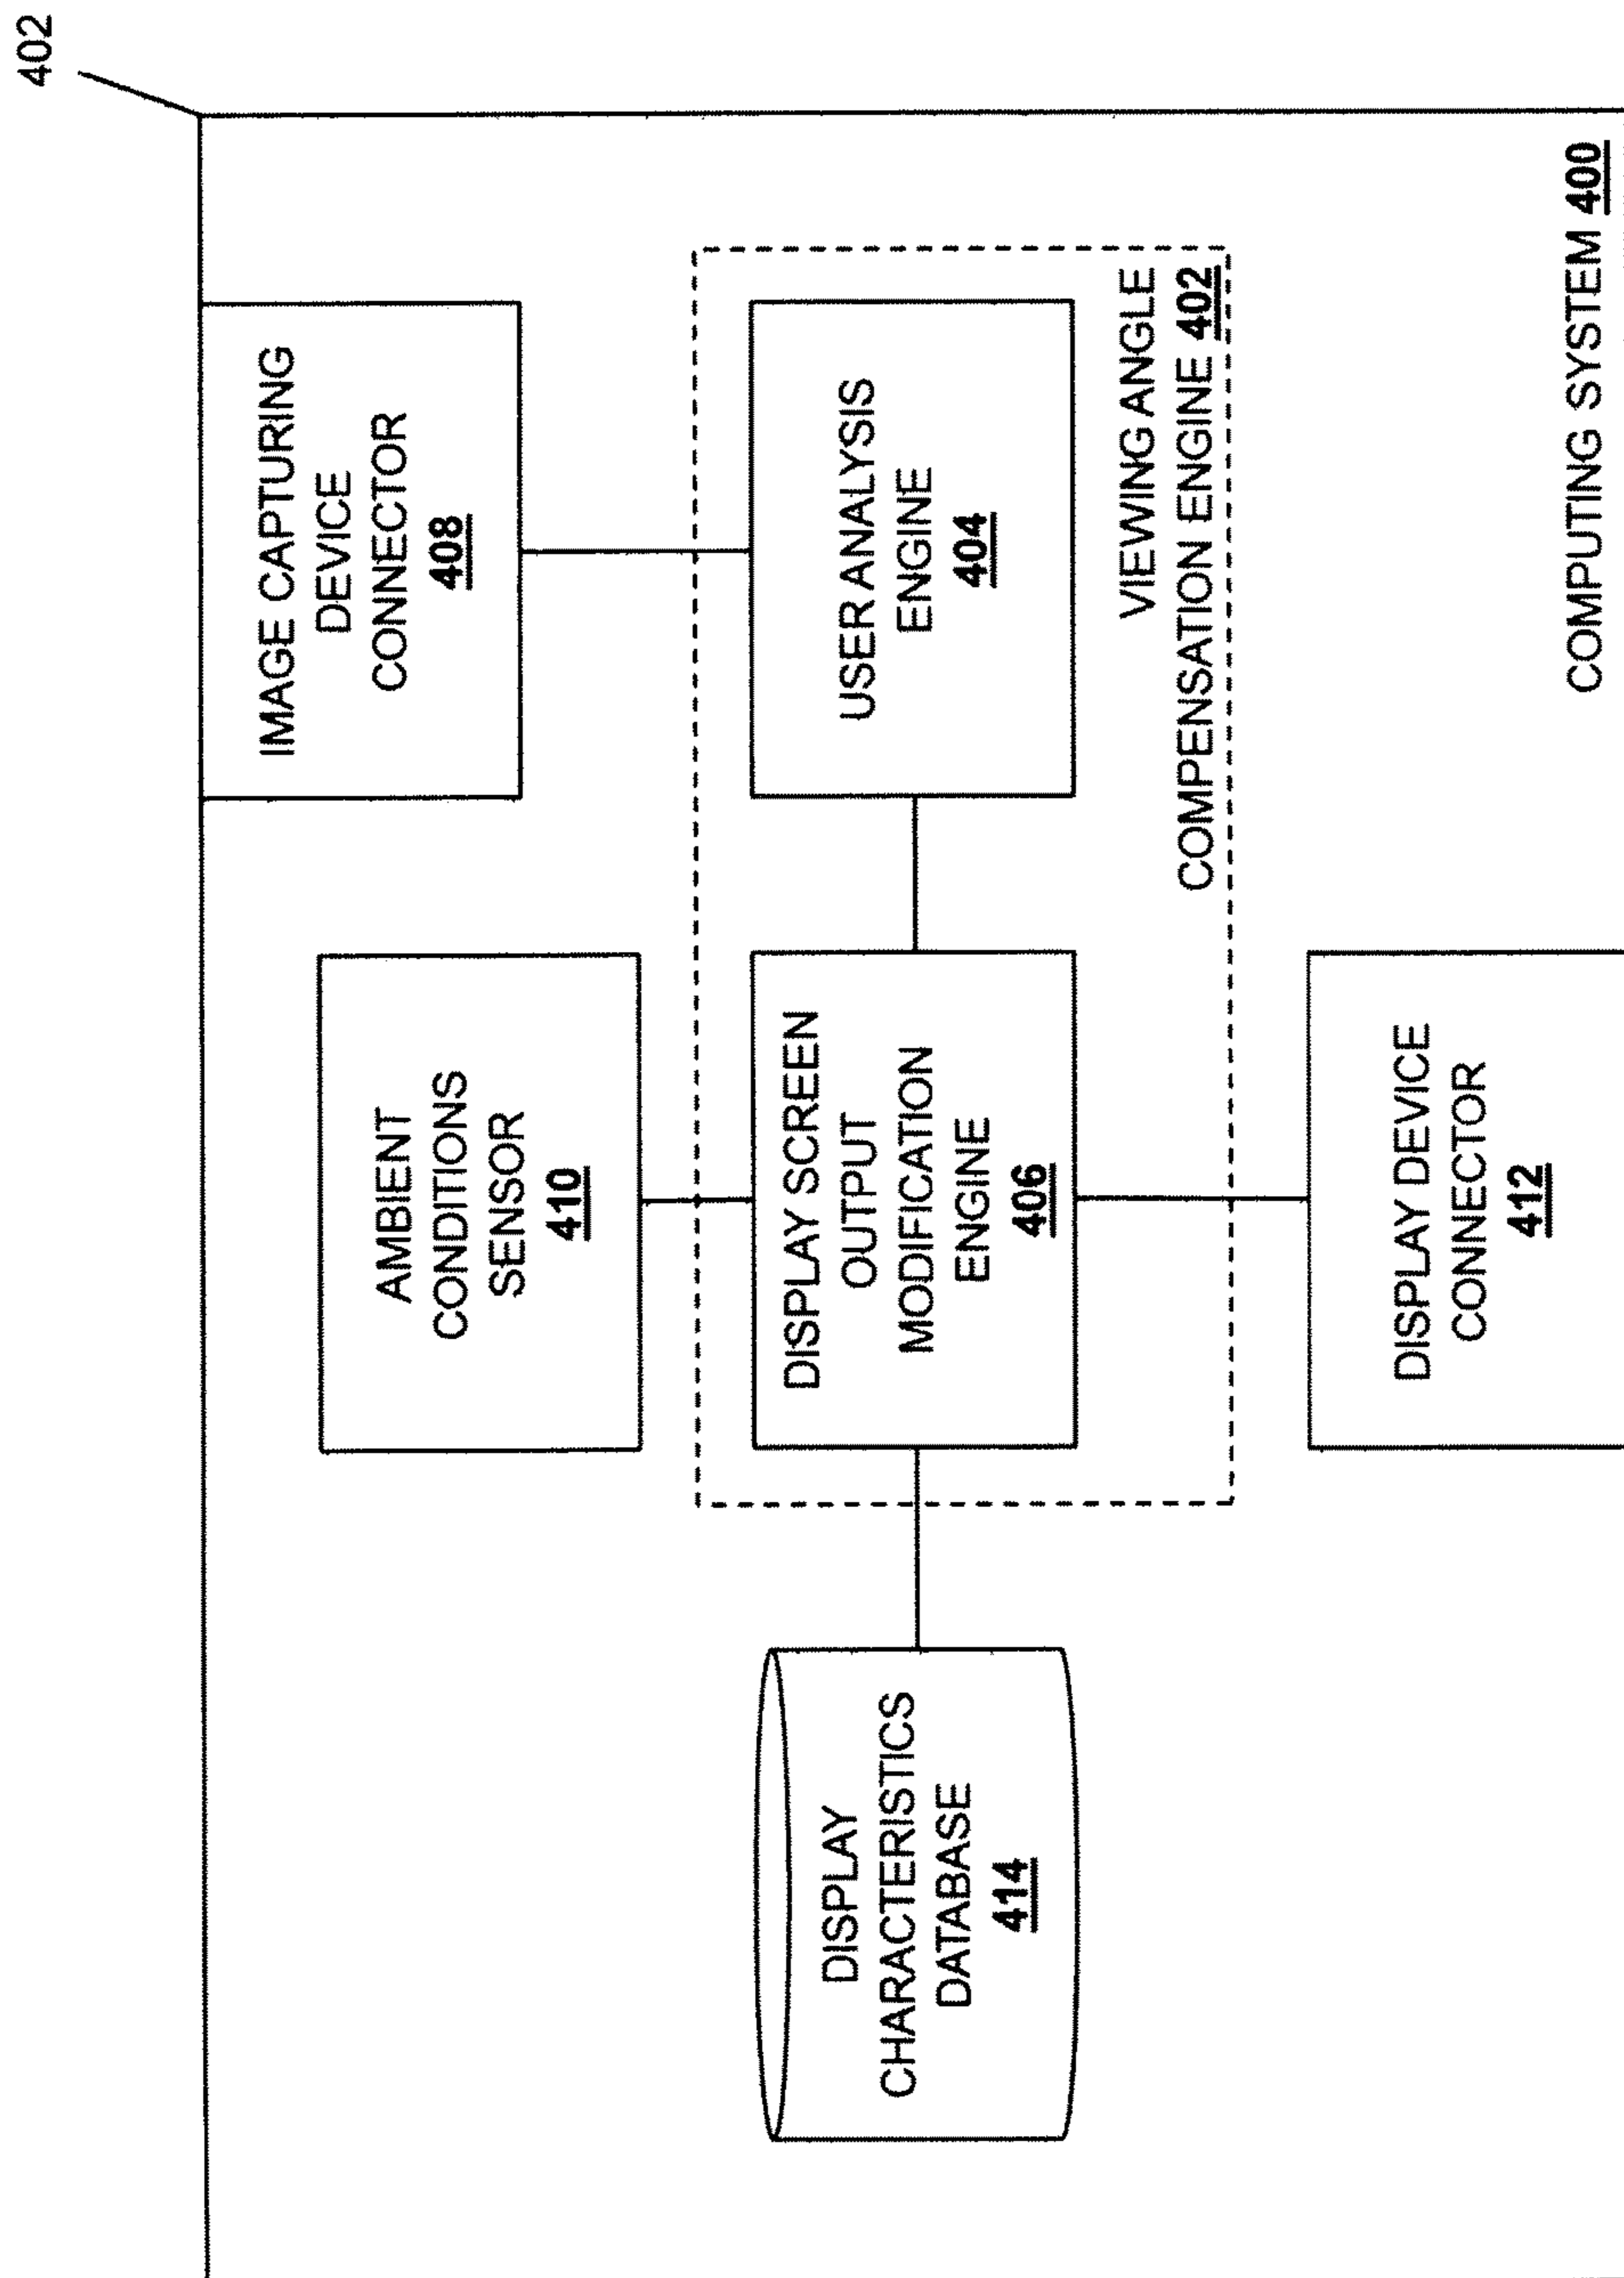 402
IMAGE CAPTURING
DEVICE
CONNECTOR
408
AMBIENT
CONDITIONS
SENSOR
410
USER ANALYSIS
ENGINE
404
DISPLAY SCREEN
OUTPUT
MODIFICATION
ENGINE
406
DISPLAY
CHARACTERISTICS
DATABASE
414
VIEWING ANGLE
COMPENSATION ENGINE 402
DISPLAY DEVICE
CONNECTOR
412
COMPUTING SYSTEM 400